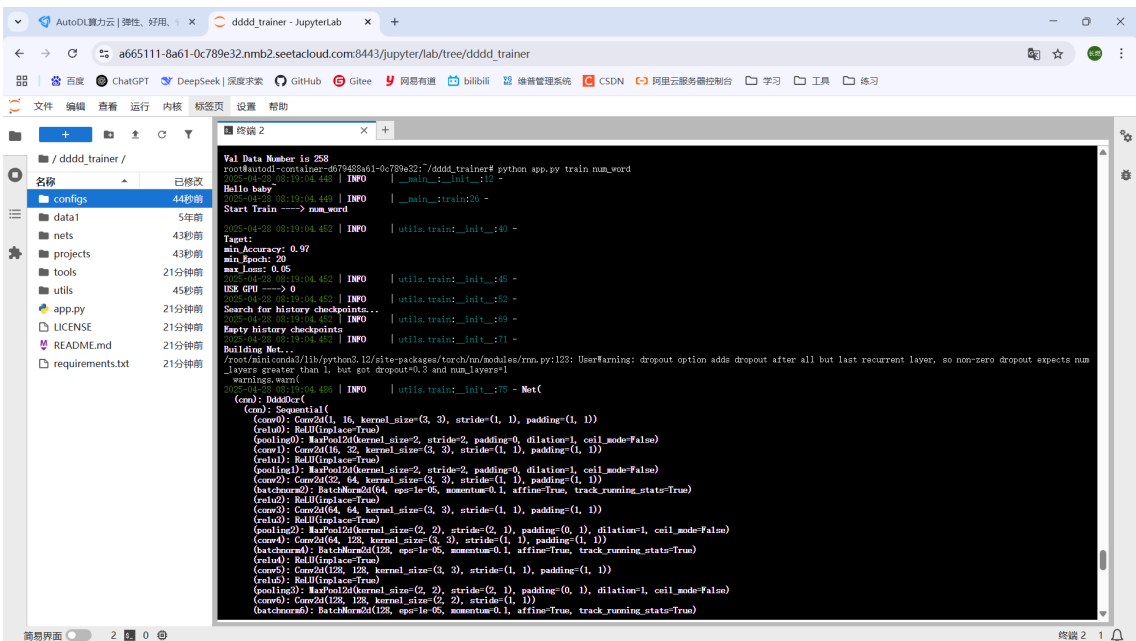 AutoDL算力云 | 弹性、好用、
dddd_trainer - JupyterLab
a665111-8a61-0c789e32.nmb2.seetacloud.com:8443/jupyter/lab/tree/dddd_trainer
百度 ChatGPT DeepSeek | 深度求索 GitHub Gitee 网易有道 bilibili 维普管理系统 CSDN 阿里云服务器控制台 学习 工具 练习
文件 编辑 查看 运行 内核 标签页 设置 帮助
/ dddd_trainer /
名称 已修改
configs 44秒前
data1 5年前
nets 43秒前
projects 43秒前
tools 21分钟前
utils 45秒前
app.py 21分钟前
LICENSE 21分钟前
README.md 21分钟前
requirements.txt 21分钟前
终端 2
Val Data Number is 258
root@autodl-container-d679488a61-0c789e32:~/dddd_trainer# python app.py train num_word
2025-04-28 08:19:04.448 | INFO     | __main__:__init__:12 -
Hello baby~
2025-04-28 08:19:04.449 | INFO     | __main__:train:26 -
Start Train ----> num_word
2025-04-28 08:19:04.452 | INFO     | utils.train:__init__:40 -
Taget:
min_Accuracy: 0.97
min_Epoch: 20
max_Loss: 0.05
2025-04-28 08:19:04.452 | INFO     | utils.train:__init__:45 -
USE GPU ----> 0
2025-04-28 08:19:04.452 | INFO     | utils.train:__init__:52 -
Search for history checkpoints...
2025-04-28 08:19:04.452 | INFO     | utils.train:__init__:69 -
Empty history checkpoints
2025-04-28 08:19:04.452 | INFO     | utils.train:__init__:71 -
Building Net...
/root/miniconda3/lib/python3.12/site-packages/torch/nn/modules/rnn.py:123: UserWarning: dropout option adds dropout after all but last recurrent layer, so non-zero dropout expects num
_layers greater than 1, but got dropout=0.3 and num_layers=1
warnings.warn(
2025-04-28 08:19:04.486 | INFO     | utils.train:__init__:75 - Net(
(cnn): DdddOcr(
(cnn): Sequential(
(conv0): Conv2d(1, 16, kernel_size=(3, 3), stride=(1, 1), padding=(1, 1))
(relu0): ReLU(inplace=True)
(pooling0): MaxPool2d(kernel_size=2, stride=2, padding=0, dilation=1, ceil_mode=False)
(conv1): Conv2d(16, 32, kernel_size=(3, 3), stride=(1, 1), padding=(1, 1))
(relu1): ReLU(inplace=True)
(pooling1): MaxPool2d(kernel_size=2, stride=2, padding=0, dilation=1, ceil_mode=False)
(conv2): Conv2d(32, 64, kernel_size=(3, 3), stride=(1, 1), padding=(1, 1))
(batchnorm2): BatchNorm2d(64, eps=1e-05, momentum=0.1, affine=True, track_running_stats=True)
(relu2): ReLU(inplace=True)
(conv3): Conv2d(64, 64, kernel_size=(3, 3), stride=(1, 1), padding=(1, 1))
(relu3): ReLU(inplace=True)
(pooling2): MaxPool2d(kernel_size=(2, 2), stride=(2, 1), padding=(0, 1), dilation=1, ceil_mode=False)
(conv4): Conv2d(64, 128, kernel_size=(3, 3), stride=(1, 1), padding=(1, 1))
(batchnorm4): BatchNorm2d(128, eps=1e-05, momentum=0.1, affine=True, track_running_stats=True)
(relu4): ReLU(inplace=True)
(conv5): Conv2d(128, 128, kernel_size=(3, 3), stride=(1, 1), padding=(1, 1))
(relu5): ReLU(inplace=True)
(pooling3): MaxPool2d(kernel_size=(2, 2), stride=(2, 1), padding=(0, 1), dilation=1, ceil_mode=False)
(conv6): Conv2d(128, 128, kernel_size=(2, 2), stride=(1, 1))
(batchnorm6): BatchNorm2d(128, eps=1e-05, momentum=0.1, affine=True, track_running_stats=True)
简易界面 2 0 终端 2 1